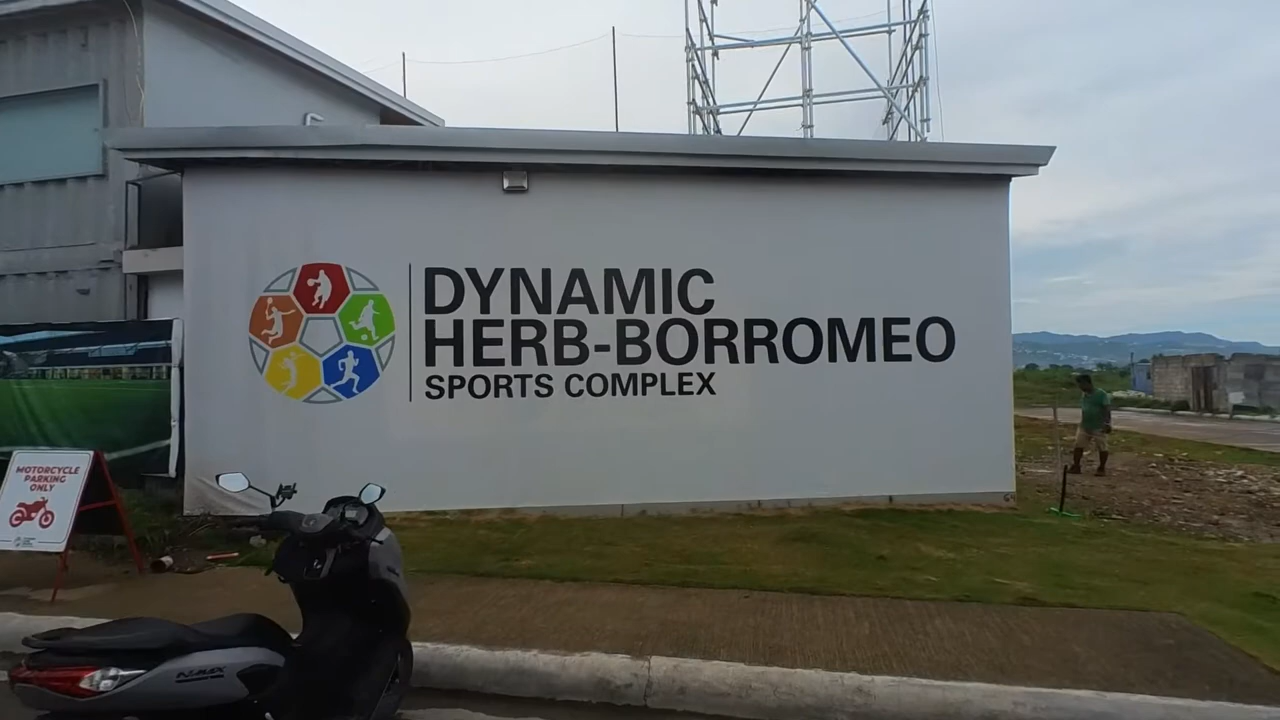 DYNAMIC
HERB-BORROMEO
SPORTS COMPLEX
MOTORCYCLE
PARKING
ONLY
NMAX